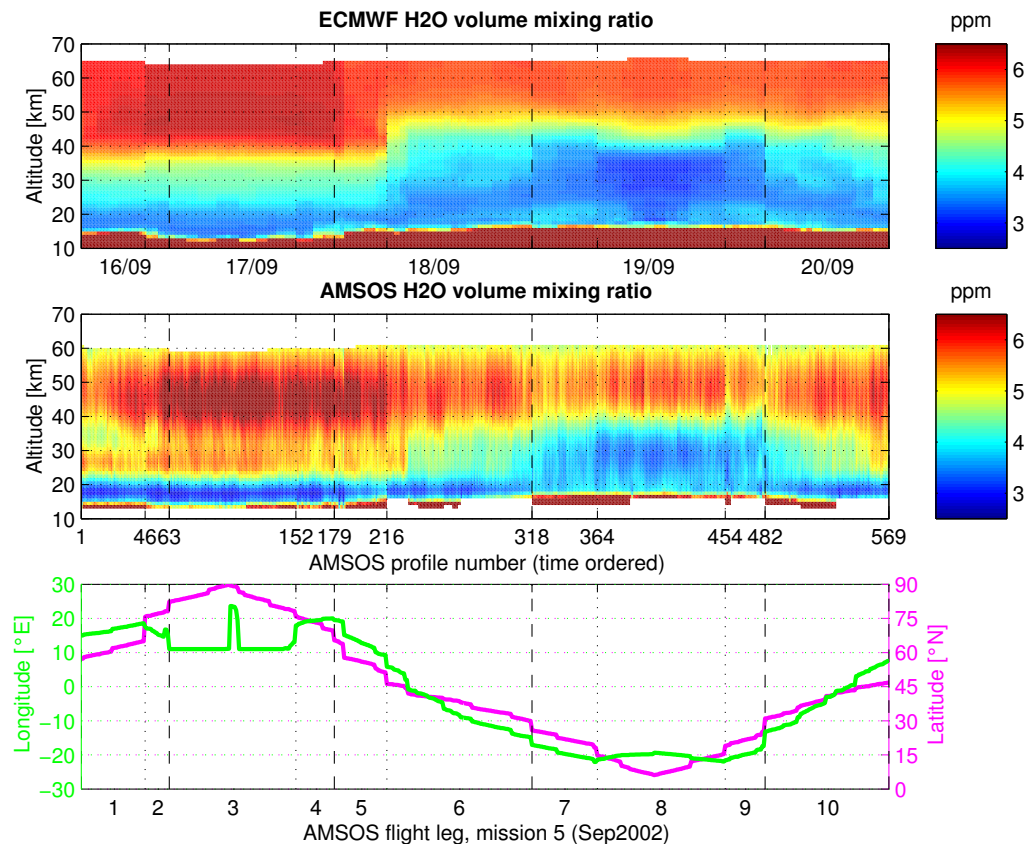 ECMWF H2O volume mixing ratio
ppm
70
60
50
40
30
20
10
Altitude [km]
6
5
4
3
16/09 17/09 18/09 19/09 20/09
AMSOS H2O volume mixing ratio
ppm
70
60
50
40
30
20
10
Altitude [km]
6
5
4
3
1 4663 152 179 216 318 364 454 482 569
AMSOS profile number (time ordered)
30
20
10
0
−10
−20
−30
Longitude [°E]
90
75
60
45
30
15
0
Latitude [°N]
1 2 3 4 5 6 7 8 9 10
AMSOS flight leg, mission 5 (Sep2002)